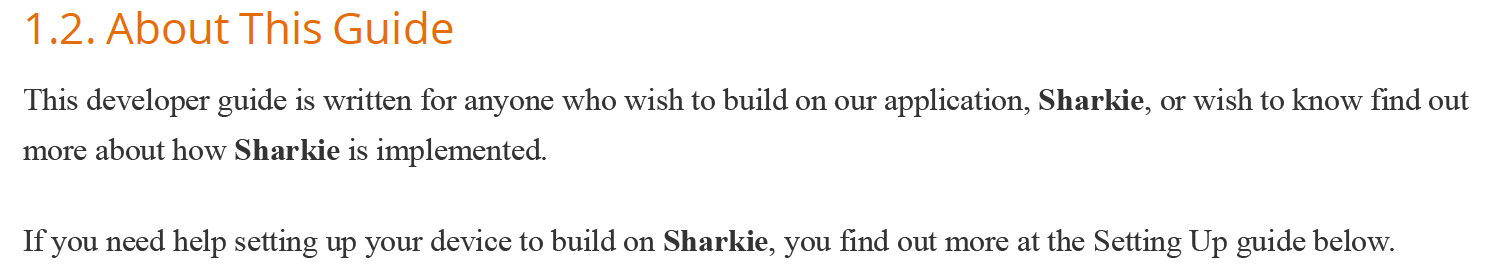 1.2. About This Guide
This developer guide is written for anyone who wish to build on our application, Sharkie, or wish to know find out
more about how Sharkie is implemented.
If you need help setting up your device to build on Sharkie, you find out more at the Setting Up guide below.